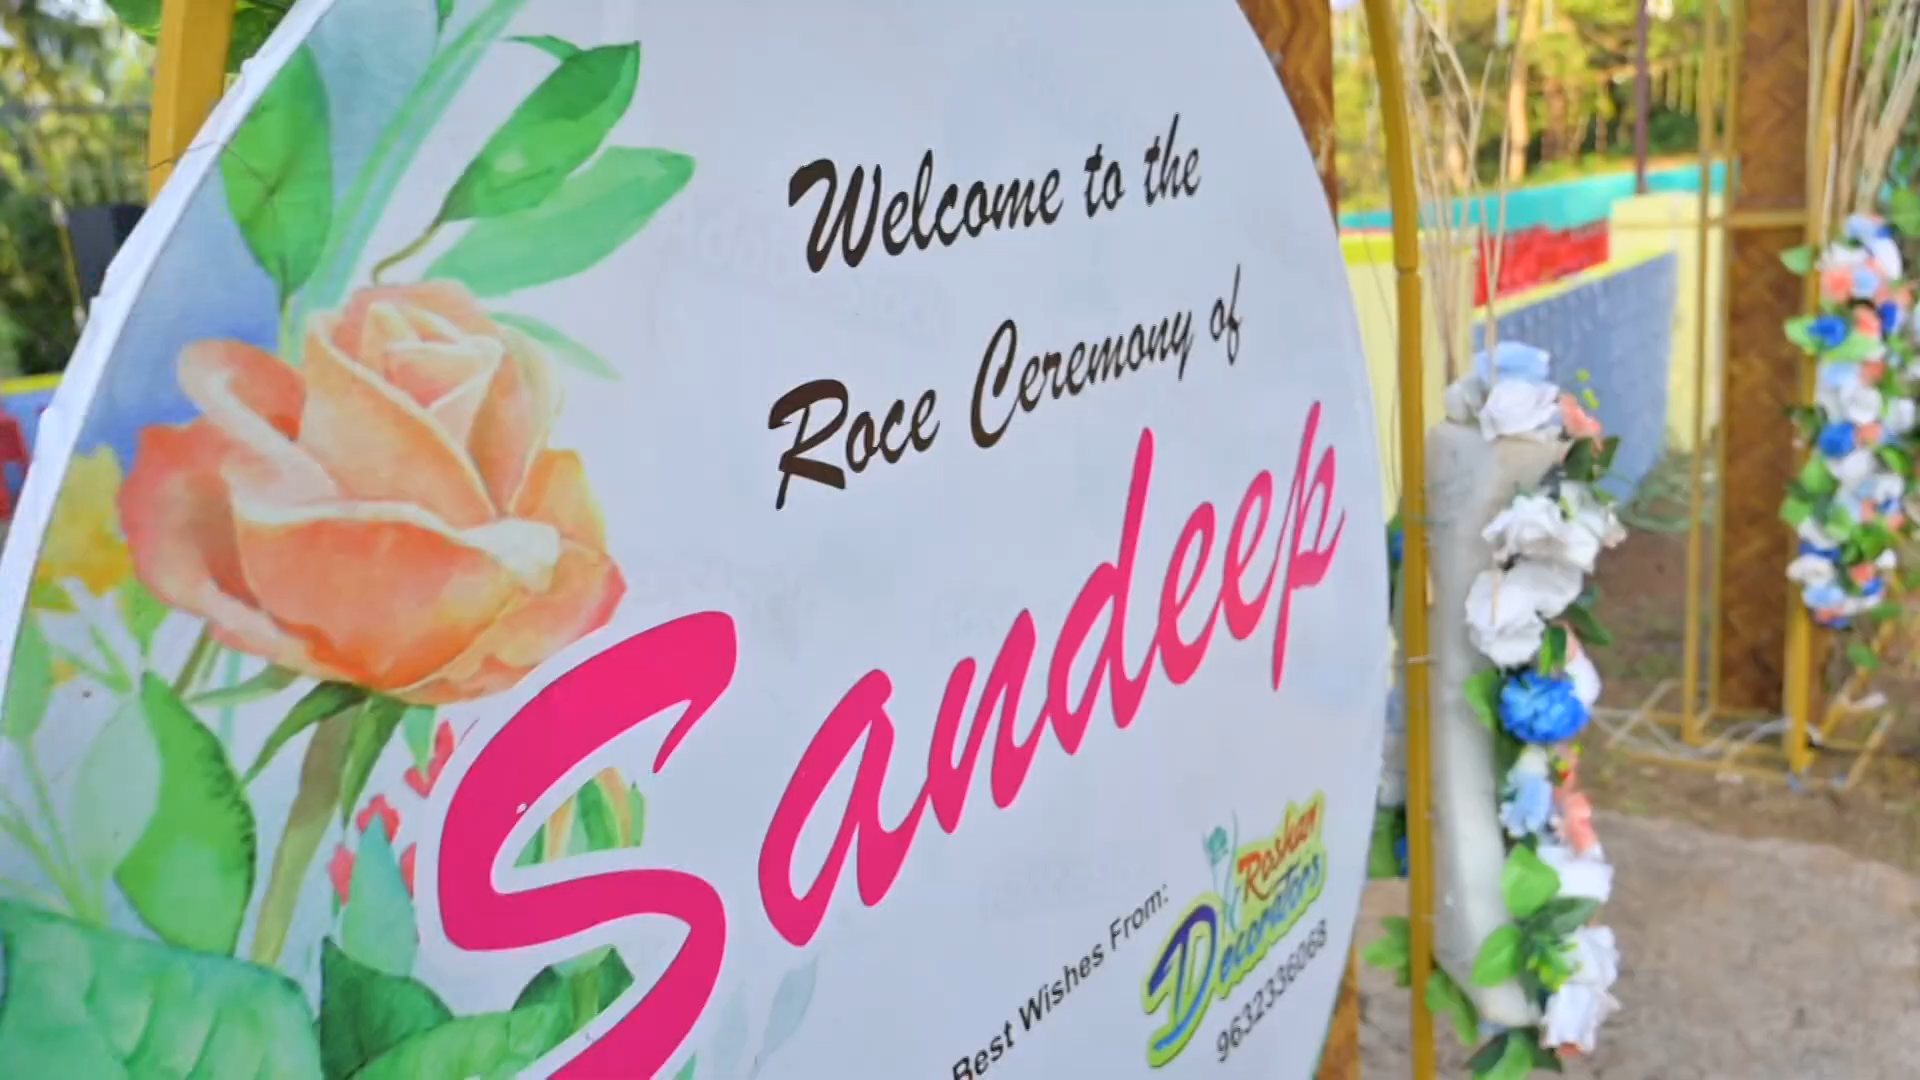 Welcome to the
Roce Ceremony of
Sandeep
Best Wishes From:
Roshan
Decorators
9632336068